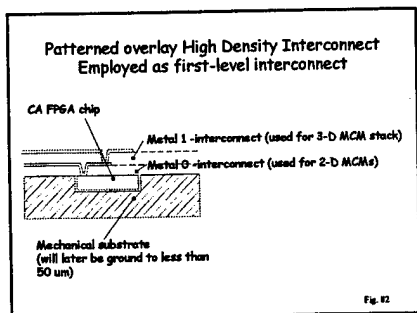 Patterned overlay High Density Interconnect
Employed as first-level interconnect
CA FPGA chip
Metal 1 -interconnect (used for 3-D MCM stack)
Metal 0 -interconnect (used for 2-D MCMs)
Mechanical substrate
(will later be ground to less than
50 um)
Fig. #2